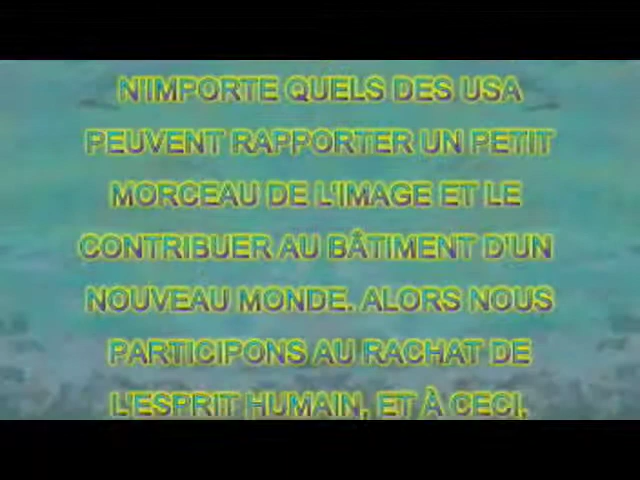 N'IMPORTE QUELS DES USA
PEUVENT RAPPORTER UN PETIT
MORCEAU DE L'IMAGE ET LE
CONTRIBUER AU BÂTIMENT D'UN
NOUVEAU MONDE. ALORS NOUS
PARTICIPONS AU RACHAT DE
L'ESPRIT HUMAIN, ET À CECI,